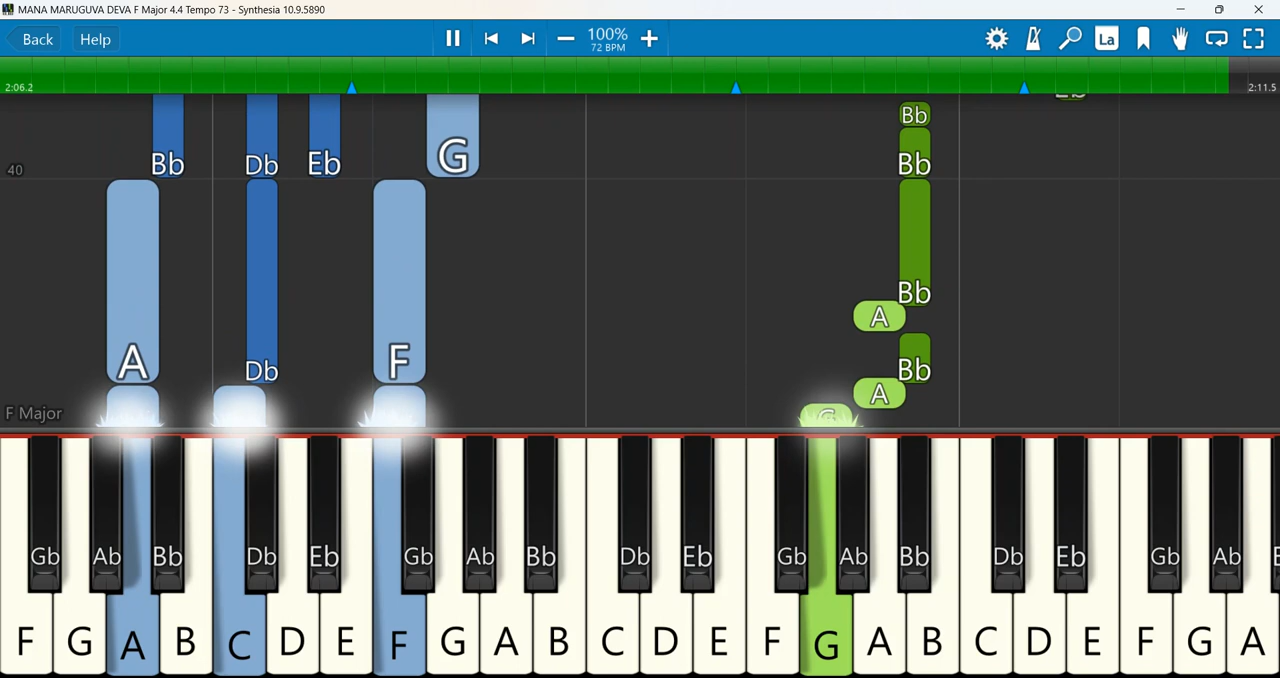 MANA MARUGUVA DEVA F Major 4.4 Tempo 73 - Synthesia 10.9.5890
Back Help 100% La
72 BPM
2:06.2 2:11.5
Bb
Bb Db Eb G Bb
40
Bb
A
A Db F Bb
A
F Major G
Gb Ab Bb Db Eb Gb Ab Bb Db Eb Gb Ab Bb Db Eb Gb Ab
F G A B C D E F G A B C D E F G A B C D E F G A